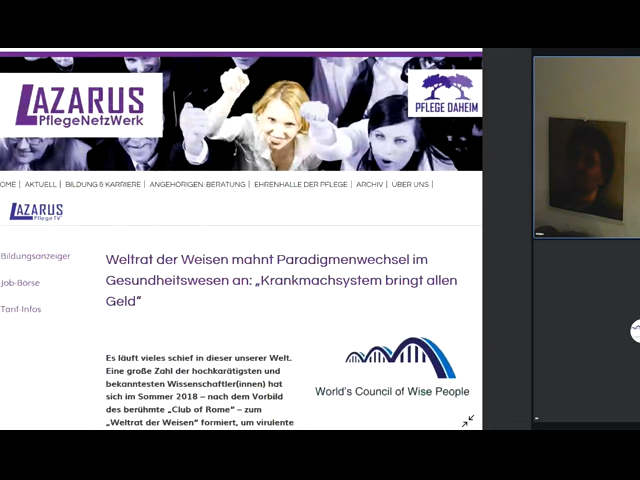 LAZARUS
PflegeNetzWerk
PFLEGE DAHEIM
OME | AKTUELL | BILDUNG & KARRIERE | ANGEHÖRIGEN-BERATUNG | EHRENHALLE DER PFLEGE | ARCHIV | ÜBER UNS |
LAZARUS
PflegeTV
Bildungsanzeiger
Job-Börse
Tarif-Infos
Weltrat der Weisen mahnt Paradigmenwechsel im
Gesundheitswesen an: „Krankmachsystem bringt allen
Geld“
Es läuft vieles schief in dieser unserer Welt.
Eine große Zahl der hochkarätigsten und
bekanntesten Wissenschaftler(innen) hat
sich im Sommer 2018 – nach dem Vorbild
des berühmte „Club of Rome“ – zum
„Weltrat der Weisen“ formiert, um virulente
World's Council of Wise People